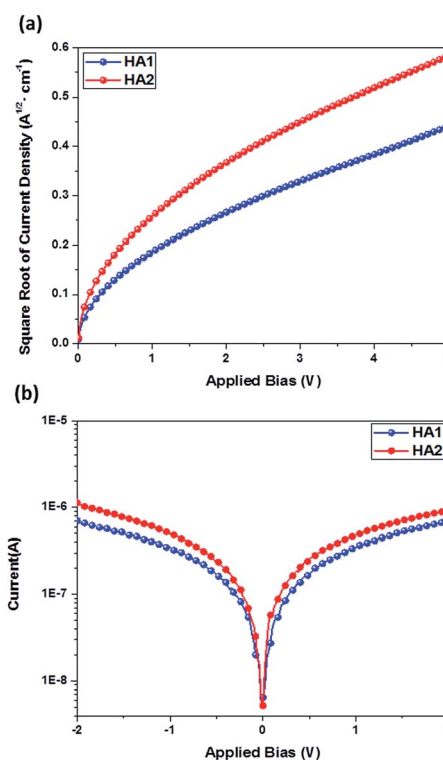 (a)
HA1
HA2
Square Root of Current Density (A^1/2· cm^-1)
0.6
0.5
0.4
0.3
0.2
0.1
0.0
0 1 2 3 4
Applied Bias (V)
(b)
HA1
HA2
Current(A)
1E-5
1E-6
1E-7
1E-8
-2 -1 0 1
Applied Bias (V)